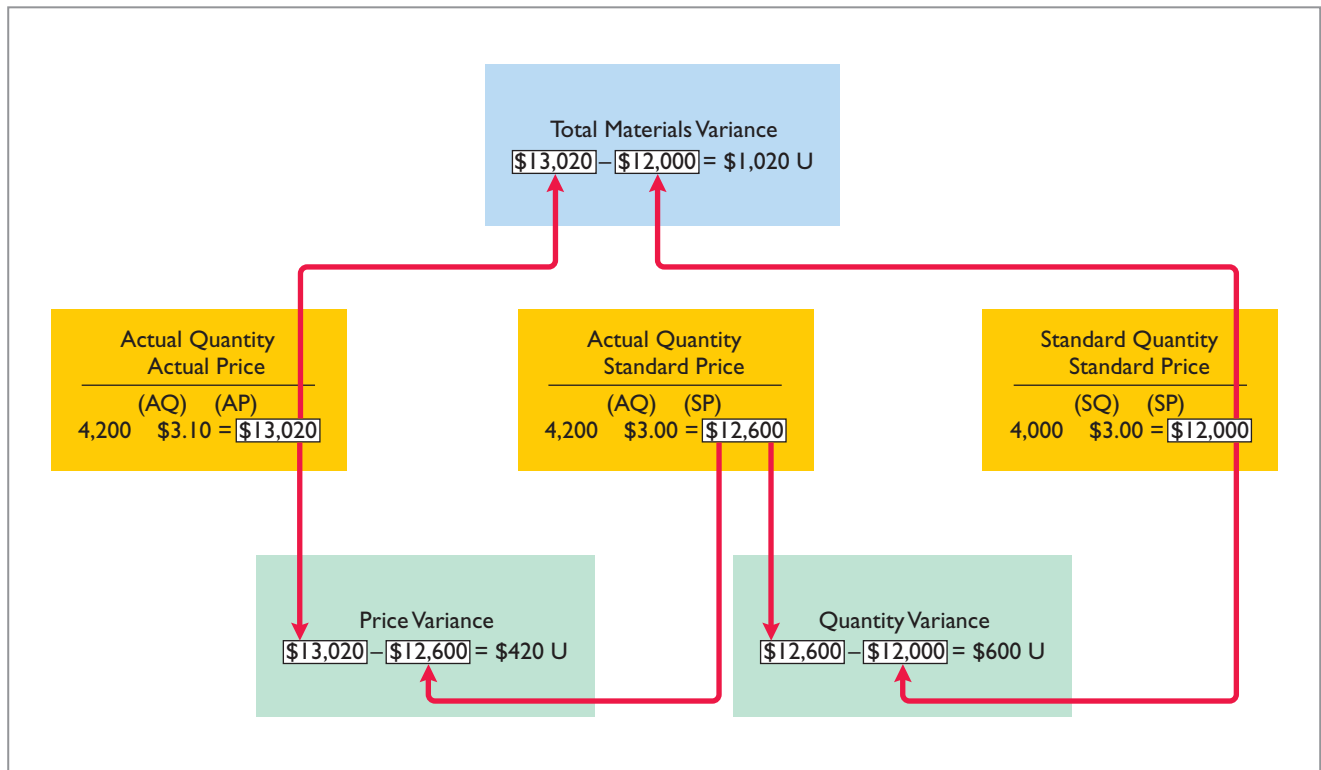 Total Materials Variance
$13,020 – $12,000 = $1,020 U
Actual Quantity
Actual Price
(AQ) (AP)
4,200 $3.10 = $13,020
Actual Quantity
Standard Price
(AQ) (SP)
4,200 $3.00 = $12,600
Standard Quantity
Standard Price
(SQ) (SP)
4,000 $3.00 = $12,000
Price Variance
$13,020 – $12,600 = $420 U
Quantity Variance
$12,600 – $12,000 = $600 U